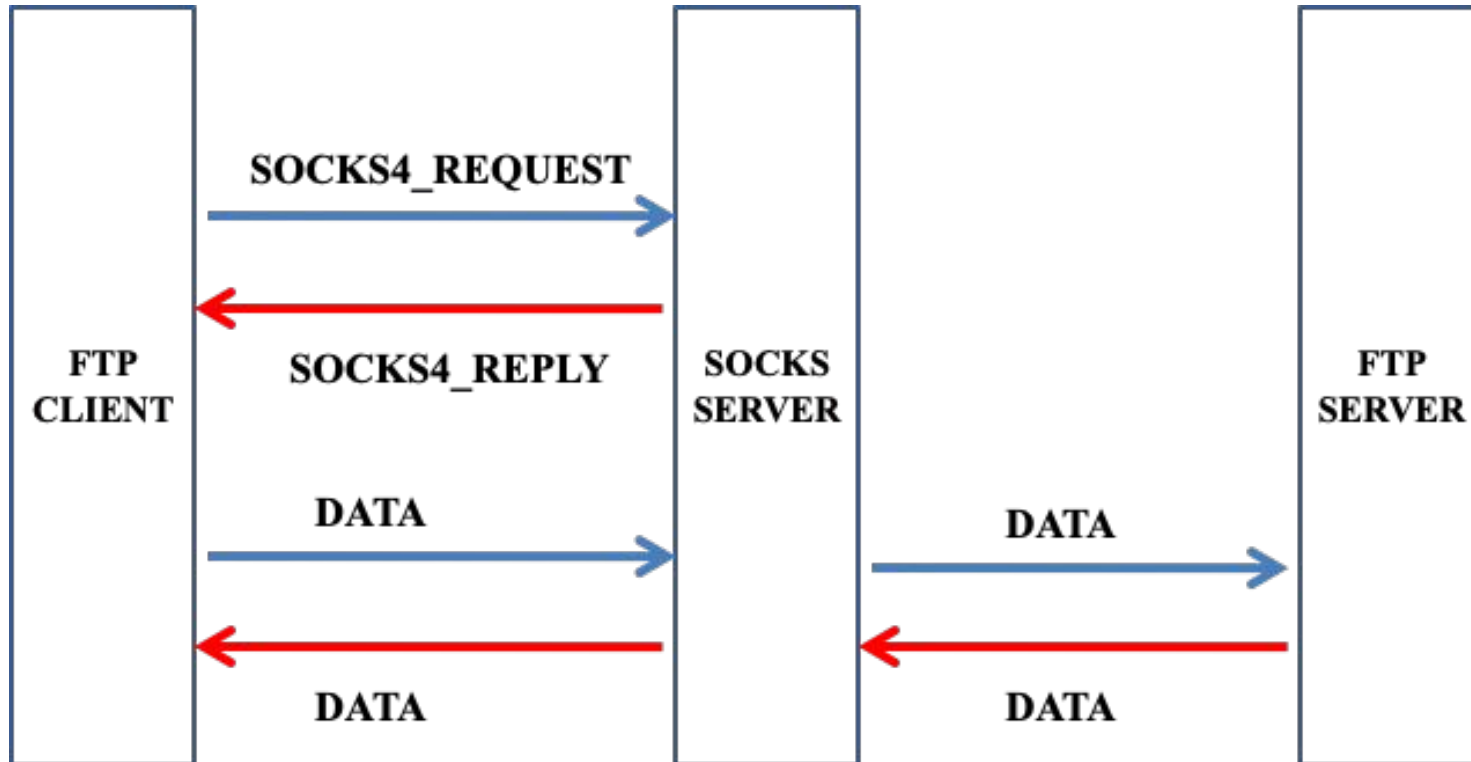 SOCKS4_REQUEST
FTP
CLIENT
SOCKS4_REPLY
SOCKS
SERVER
FTP
SERVER
DATA
DATA
DATA
DATA